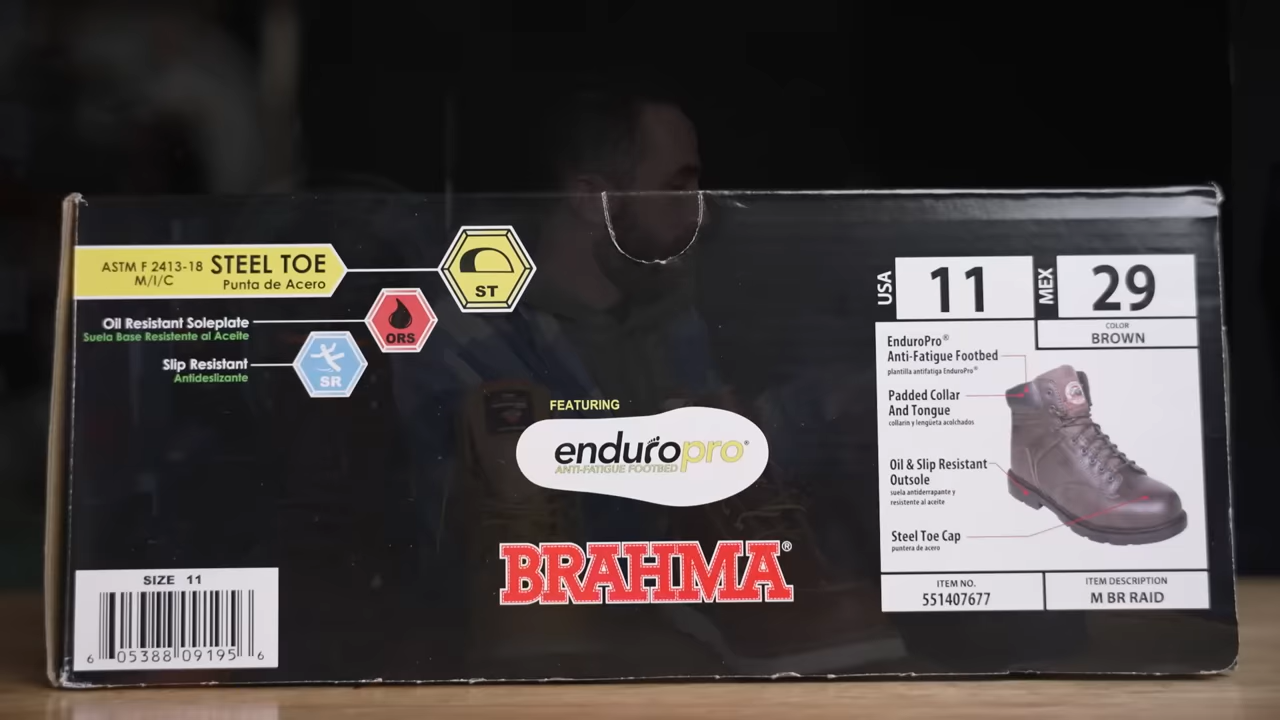 ASTM F 2413-18 STEEL TOE
M/I/C Punta de Acero
ST
Oil Resistant Soleplate
Suela Base Resistente al Aceite
ORS
Slip Resistant
Antideslizante
SR
FEATURING
enduropro®
ANTI-FATIGUE FOOTBED
BRAHMA®
SIZE 11
6 05388 09195 6
USA 11
MEX 29
COLOR
BROWN
EnduroPro®
Anti-Fatigue Footbed
plantilla antifatiga EnduroPro®
Padded Collar
And Tongue
collarín y lengüeta acolchados
Oil & Slip Resistant
Outsole
suela antiderrapante y
resistente al aceite
Steel Toe Cap
puntera de acero
ITEM NO.
551407677
ITEM DESCRIPTION
M BR RAID